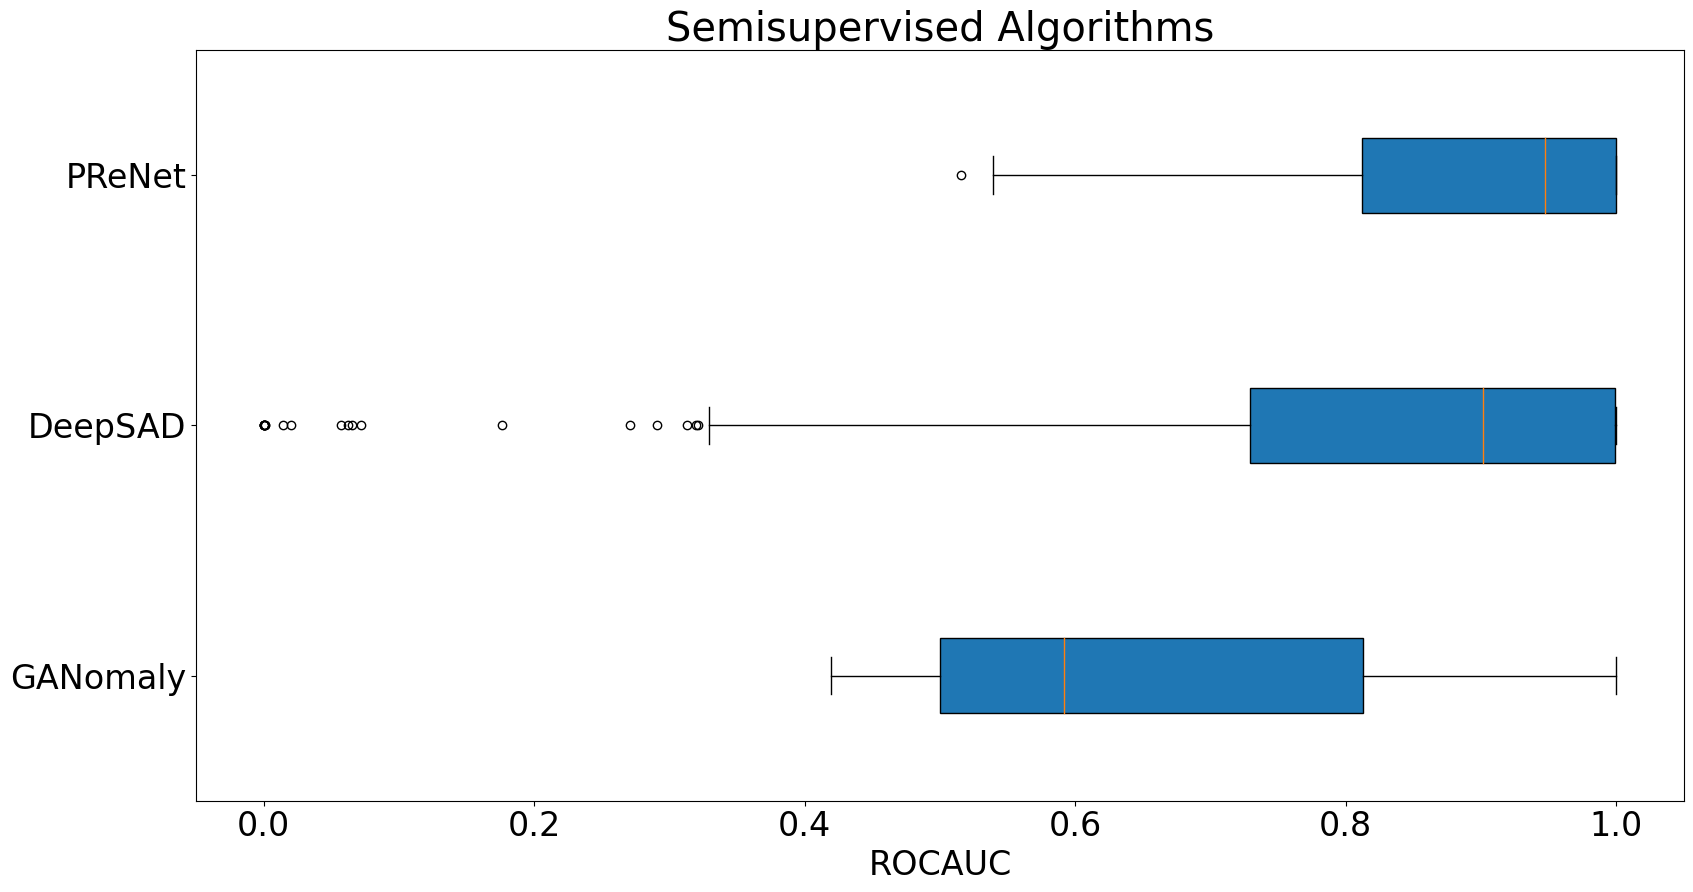 Semisupervised Algorithms
PReNet
DeepSAD
GANomaly
0.0 0.2 0.4 0.6 0.8 1.0
ROCAUC